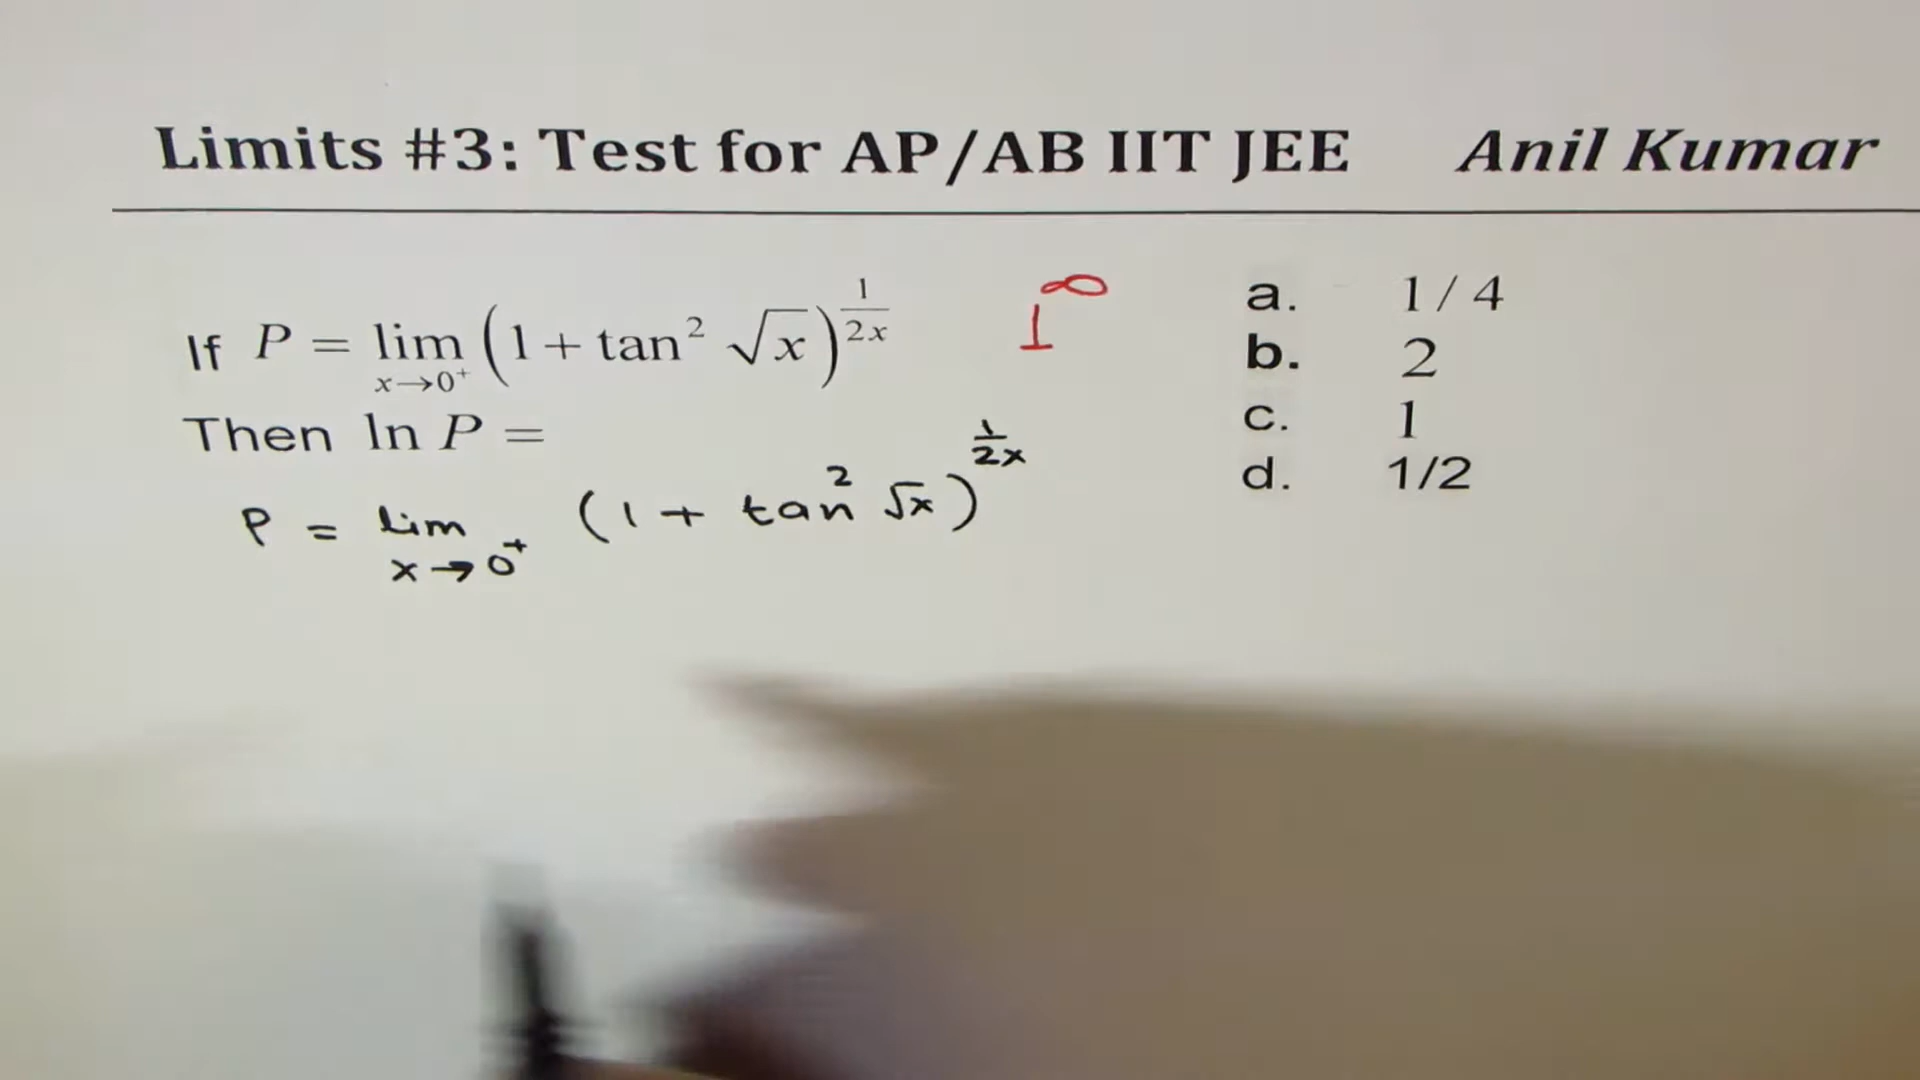 Limits #3: Test for AP/AB IIT JEE Anil Kumar
If P = lim x→0⁺ (1 + tan² √x)^(1/2x) 1^∞
Then ln P =
P = lim x→0⁺ (1 + tan² √x)^(1/2x)
a. 1/4
b. 2
c. 1
d. 1/2